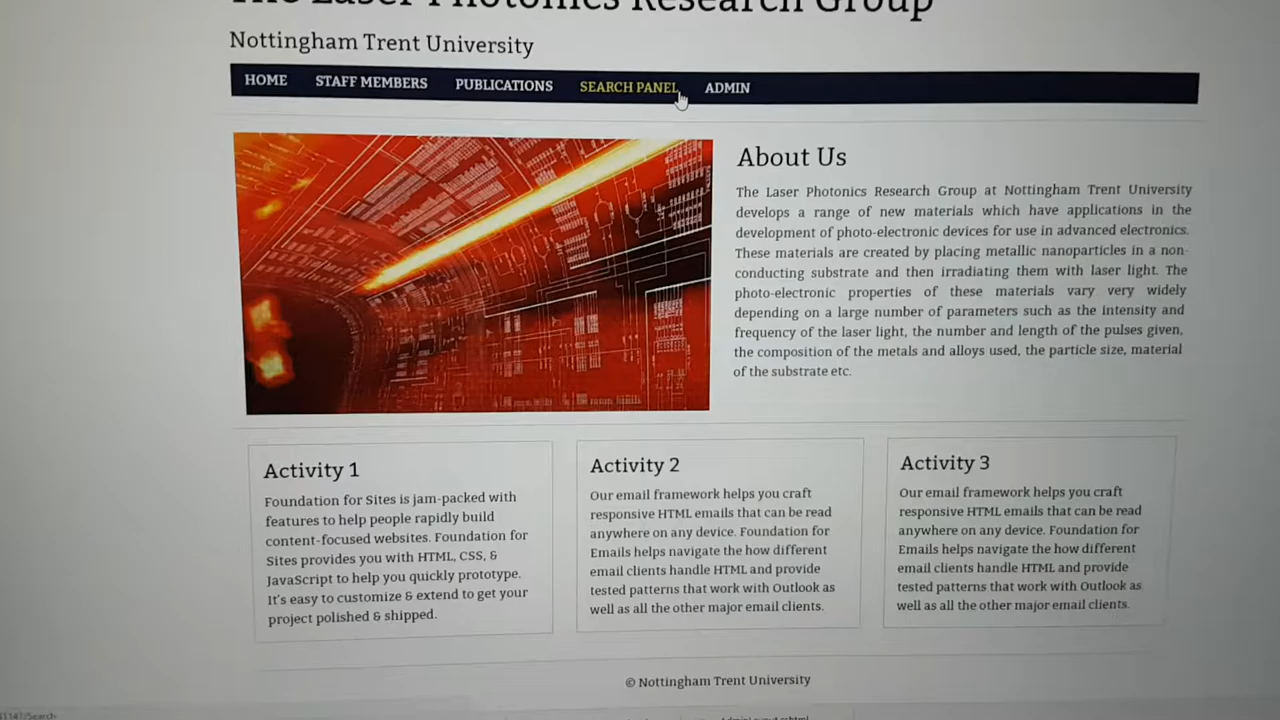 The Laser Photonics Research Group
Nottingham Trent University
HOME STAFF MEMBERS PUBLICATIONS SEARCH PANEL ADMIN
About Us
The Laser Photonics Research Group at Nottingham Trent University
develops a range of new materials which have applications in the
development of photo-electronic devices for use in advanced electronics.
These materials are created by placing metallic nanoparticles in a non-
conducting substrate and then irradiating them with laser light. The
photo-electronic properties of these materials vary very widely
depending on a large number of parameters such as the intensity and
frequency of the laser light, the number and length of the pulses given,
the composition of the metals and alloys used, the particle size, material
of the substrate etc.
Activity 1
Foundation for Sites is jam-packed with
features to help people rapidly build
content-focused websites. Foundation for
Sites provides you with HTML, CSS, &
JavaScript to help you quickly prototype.
It's easy to customize & extend to get your
project polished & shipped.
Activity 2
Our email framework helps you craft
responsive HTML emails that can be read
anywhere on any device. Foundation for
Emails helps navigate the how different
email clients handle HTML and provide
tested patterns that work with Outlook as
well as all the other major email clients.
Activity 3
Our email framework helps you craft
responsive HTML emails that can be read
anywhere on any device. Foundation for
Emails helps navigate the how different
email clients handle HTML and provide
tested patterns that work with Outlook as
well as all the other major email clients.
© Nottingham Trent University